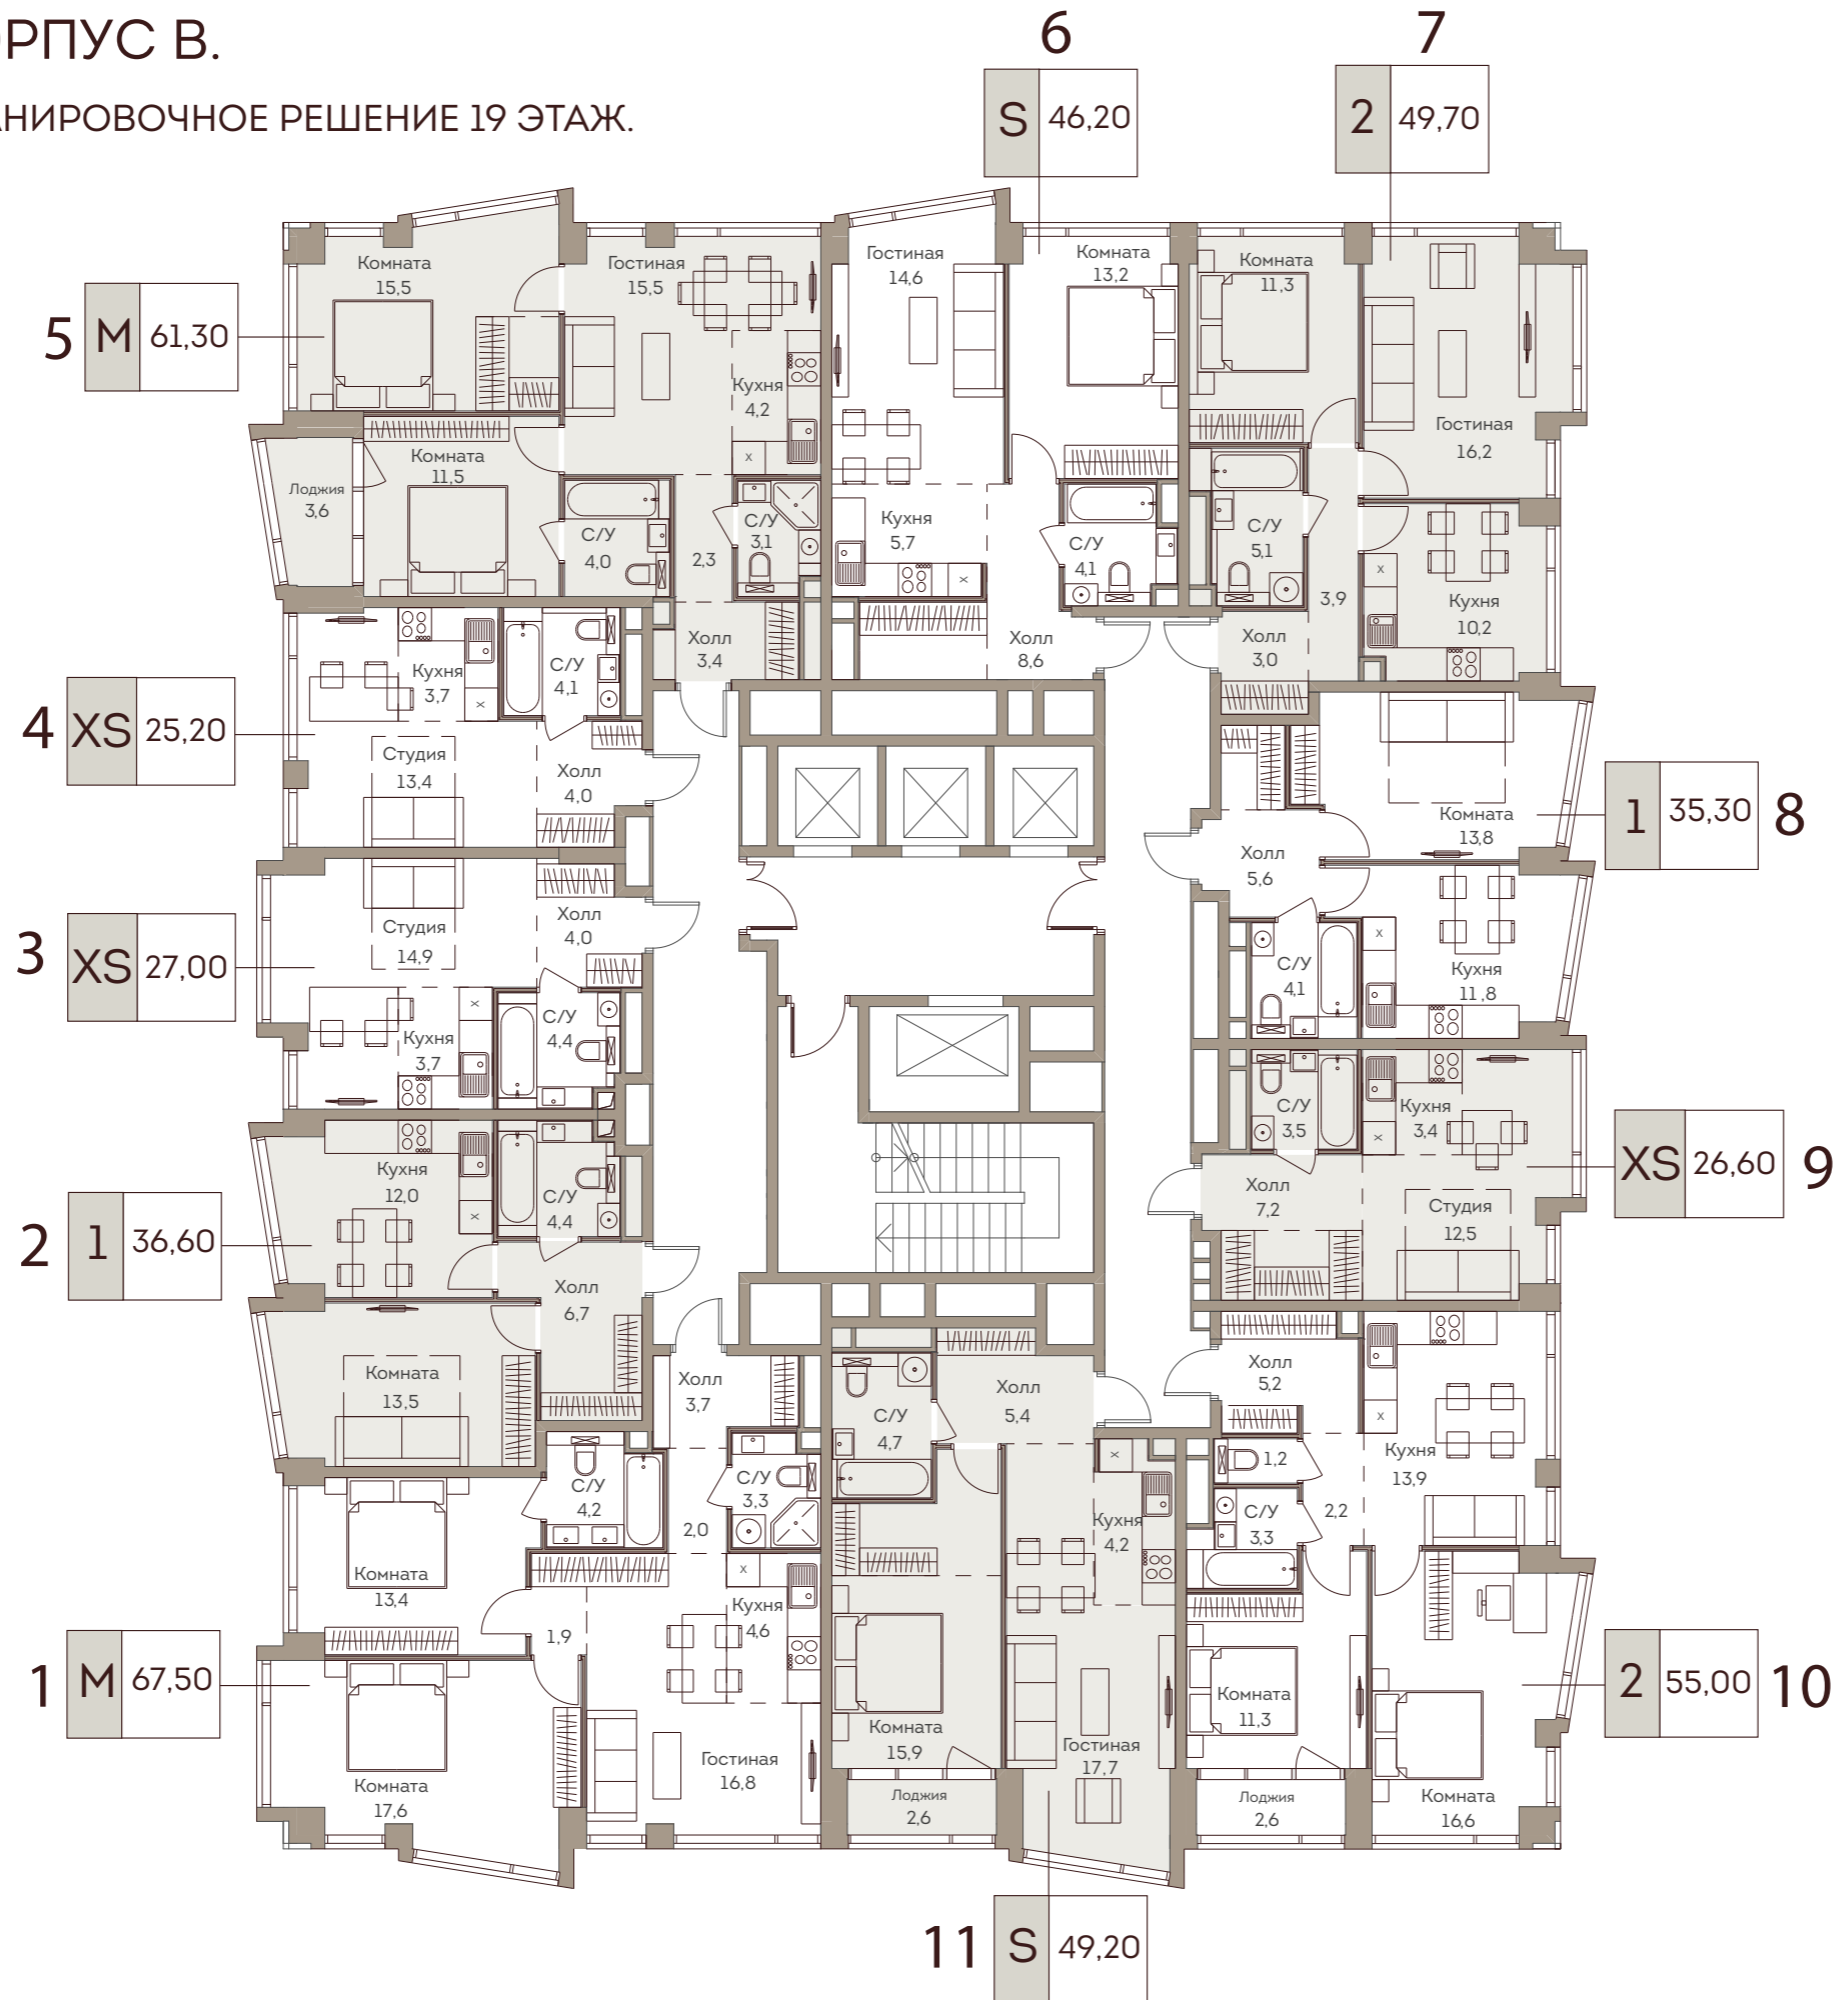 ОРПУС В.
АНИРОВОЧНОЕ РЕШЕНИЕ 19 ЭТАЖ.
6
S 46,20
7
2 49,70
5 M 61,30
Комната
15,5
Гостиная
15,5
Кухня
4,2
Комната
11,5
Лоджия
3,6
С/У
4,0
2,3
С/У
3,1
Холл
3,4
Гостиная
14,6
Комната
13,2
Кухня
5,7
С/У
4,1
Холл
8,6
Комната
11,3
Гостиная
16,2
С/У
5,1
3,9
Кухня
10,2
Холл
3,0
4 XS 25,20
Кухня
3,7
С/У
4,1
Студия
13,4
Холл
4,0
3 XS 27,00
Студия
14,9
Холл
4,0
Кухня
3,7
С/У
4,4
2 1 36,60
Кухня
12,0
С/У
4,4
Холл
6,7
Комната
13,5
1 35,30 8
Комната
13,8
Холл
5,6
С/У
4,1
Кухня
11,8
XS 26,60 9
С/У
3,5
Кухня
3,4
Холл
7,2
Студия
12,5
1 M 67,50
Холл
3,7
С/У
4,2
С/У
3,3
2,0
Комната
13,4
1,9
Кухня
4,6
Комната
17,6
Гостиная
16,8
Холл
5,4
С/У
4,7
Кухня
4,2
Комната
15,9
Гостиная
17,7
Лоджия
2,6
2 55,00 10
Холл
5,2
1,2
Кухня
13,9
С/У
3,3
2,2
Комната
11,3
Лоджия
2,6
Комната
16,6
11 S 49,20